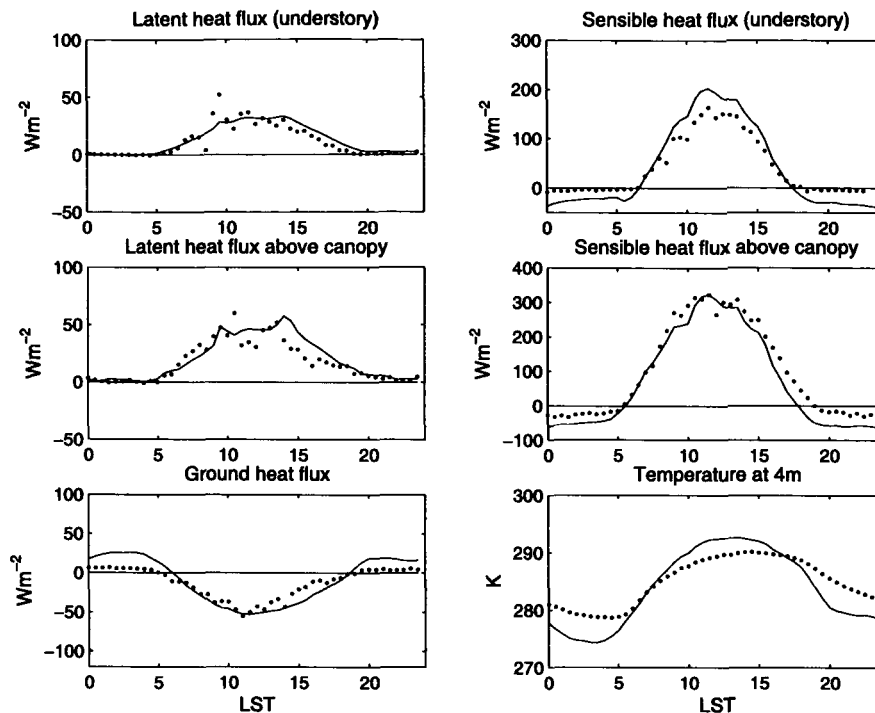 Latent heat flux (understory)
100
50
0
−50
Wm⁻²
0 5 10 15 20
Sensible heat flux (understory)
300
200
100
0
Wm⁻²
0 5 10 15 20
Latent heat flux above canopy
100
50
0
−50
Wm⁻²
0 5 10 15 20
Sensible heat flux above canopy
400
300
200
100
0
−100
Wm⁻²
0 5 10 15 20
Ground heat flux
100
50
0
−50
−100
Wm⁻²
0 5 10 15 20
LST
Temperature at 4m
300
290
280
270
K
0 5 10 15 20
LST